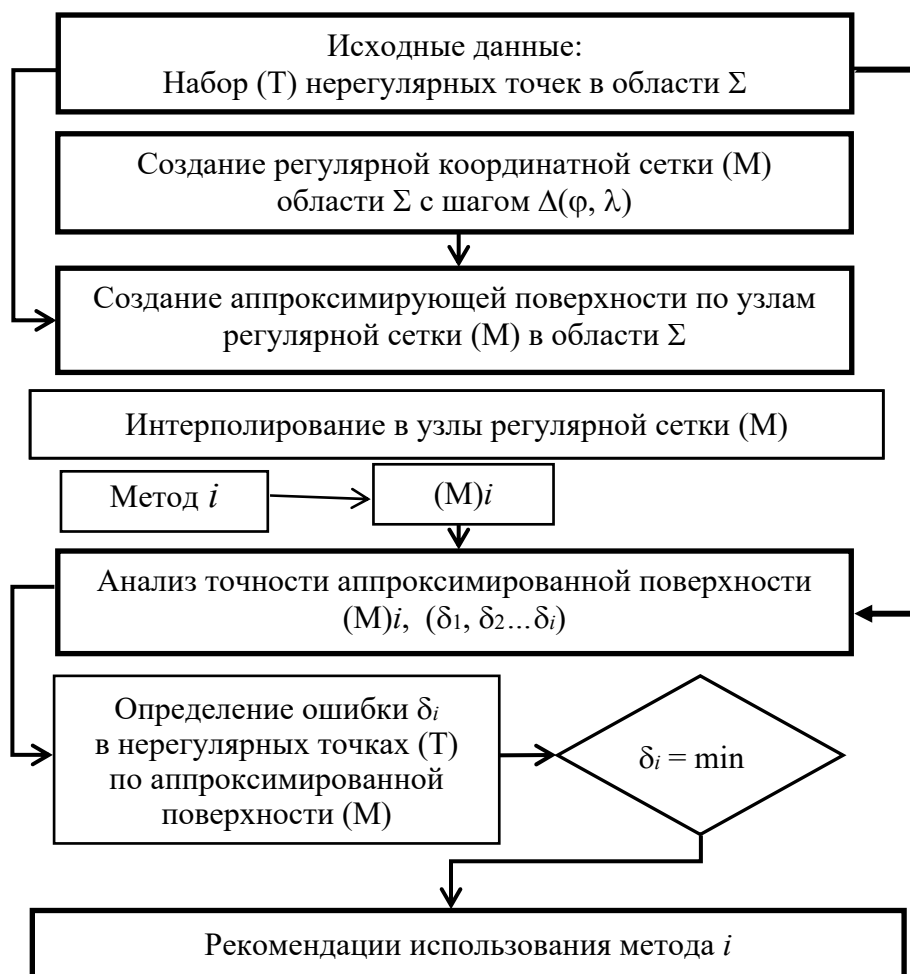 Исходные данные:
Набор (Т) нерегулярных точек в области Σ
Создание регулярной координатной сетки (М)
области Σ с шагом Δ(φ, λ)
Создание аппроксимирующей поверхности по узлам
регулярной сетки (М) в области Σ
Интерполирование в узлы регулярной сетки (М)
Метод i
(М)i
Анализ точности аппроксимированной поверхности
(М)i, (δ1, δ2...δi)
Определение ошибки δi
в нерегулярных точках (Т)
по аппроксимированной
поверхности (М)
δi = min
Рекомендации использования метода i